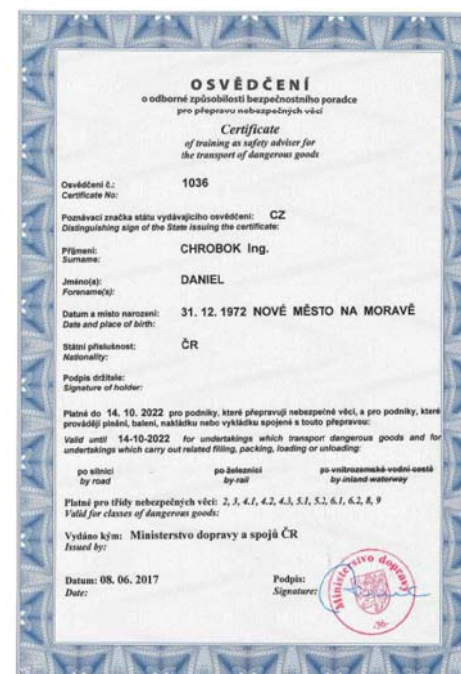 OSVĚDČENÍ
o odborné způsobilosti bezpečnostního poradce
pro přepravu nebezpečných věcí
Certificate
of training as safety adviser for
the transport of dangerous goods
Osvědčení č.: 1036
Certificate No:
Poznávací značka státu vydávajícího osvědčení: CZ
Distinguishing sign of the State issuing the certificate:
Příjmení: CHROBOK Ing.
Surname:
Jméno(a): DANIEL
Forename(s):
Datum a místo narození: 31. 12. 1972 NOVÉ MĚSTO NA MORAVĚ
Date and place of birth:
Státní příslušnost: ČR
Nationality:
Podpis držitele:
Signature of holder:
Platné do 14. 10. 2022 pro podniky, které přepravují nebezpečné věci, a pro podniky, které
provádějí plnění, balení, nakládku nebo vykládku spojené s touto přepravou:
Valid until 14-10-2022 for undertakings which transport dangerous goods and for
undertakings which carry out related filling, packing, loading or unloading:
po silnici po železnici po vnitrozemské vodní cestě
by road by rail by inland waterway
Platné pro třídy nebezpečných věcí: 2, 3, 4.1, 4.2, 4.3, 5.1, 5.2, 6.1, 6.2, 8, 9
Valid for classes of dangerous goods:
Vydáno kým: Ministerstvo dopravy a spojů ČR
Issued by:
Datum: 08. 06. 2017 Podpis:
Date: Signature:
Ministerstvo dopravy
-36-